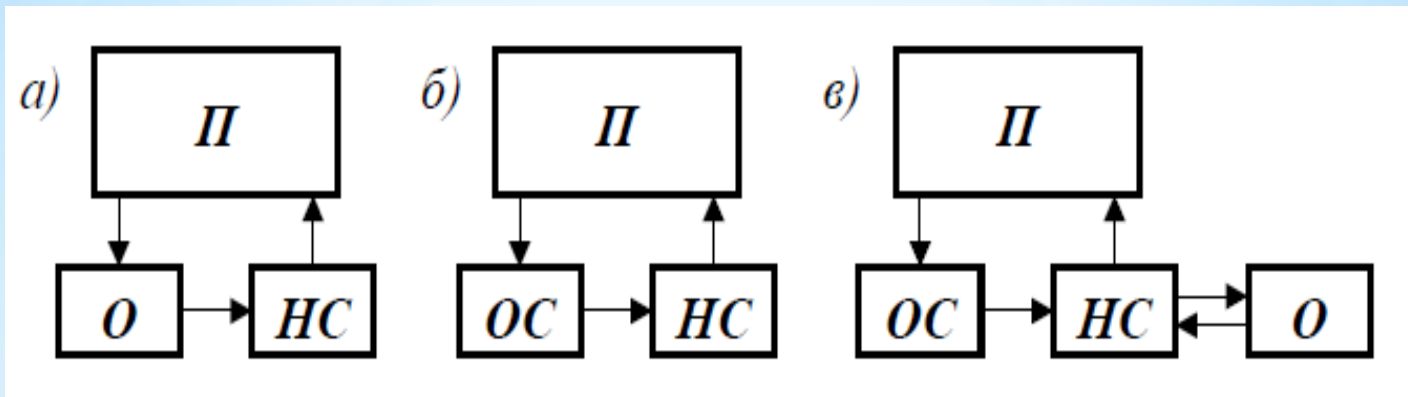 а) П б) П в) П
О НС ОС НС ОС НС О